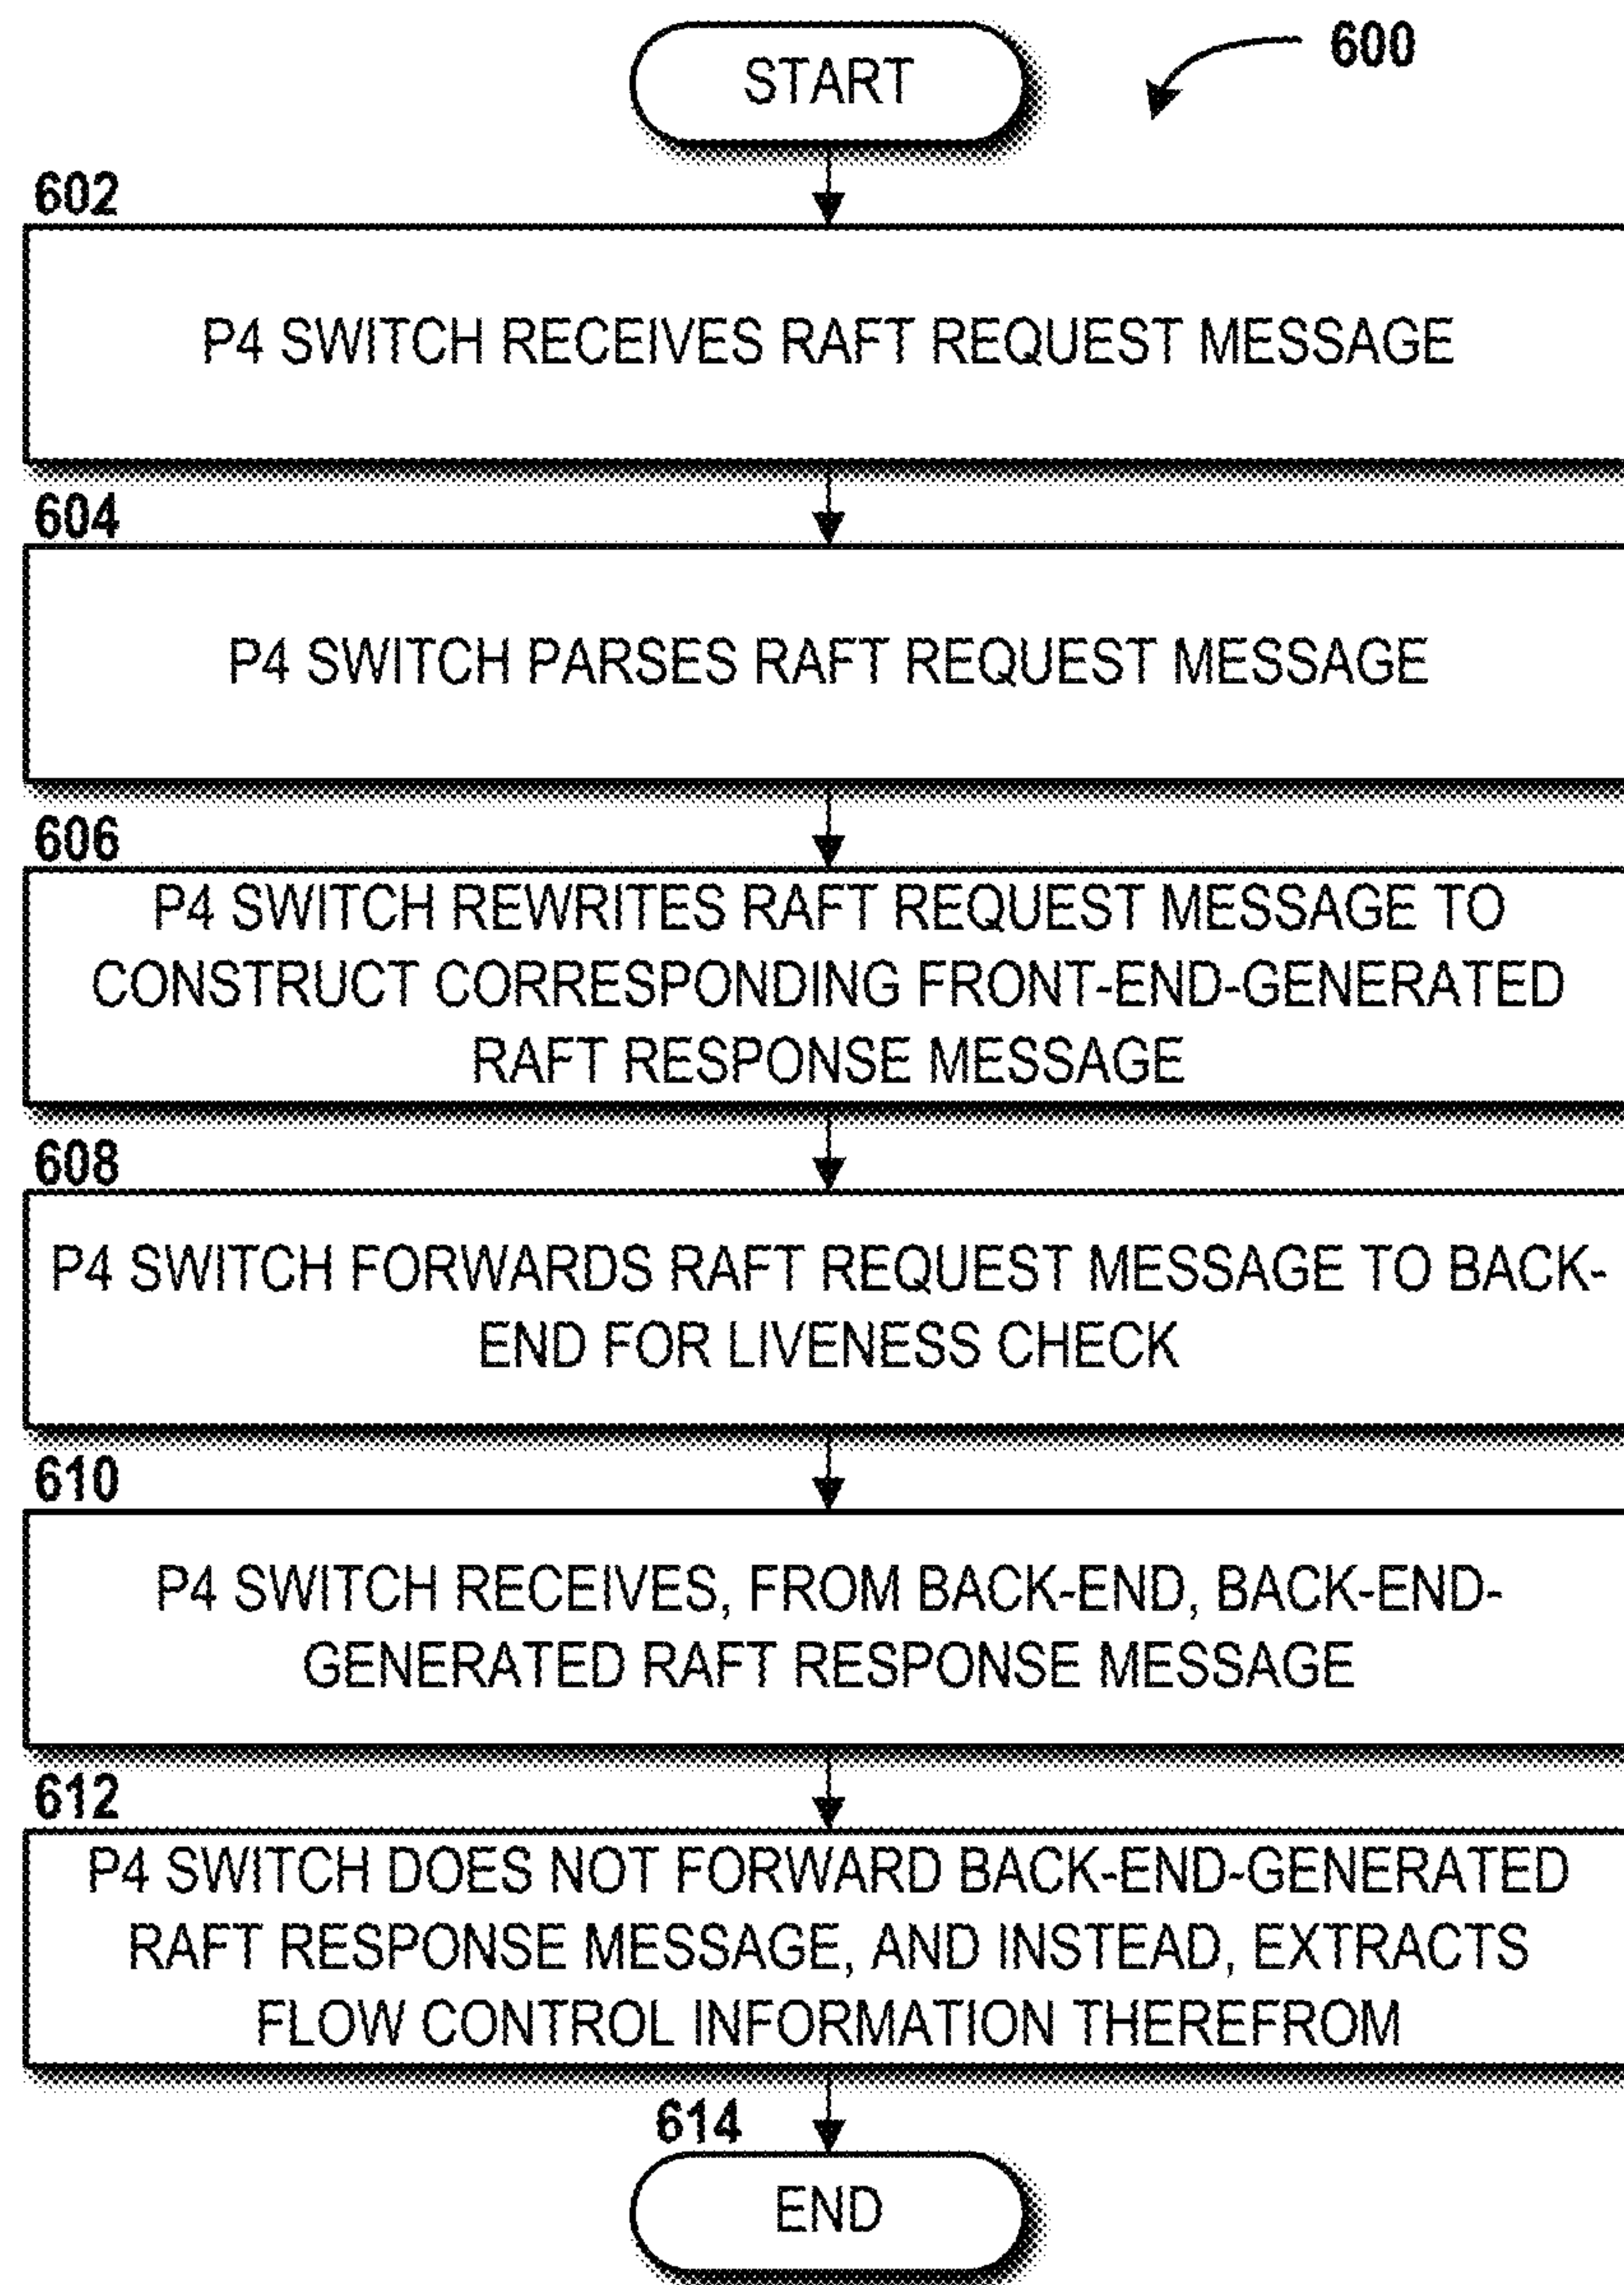 START
600
602
P4 SWITCH RECEIVES RAFT REQUEST MESSAGE
604
P4 SWITCH PARSES RAFT REQUEST MESSAGE
606
P4 SWITCH REWRITES RAFT REQUEST MESSAGE TO
CONSTRUCT CORRESPONDING FRONT-END-GENERATED
RAFT RESPONSE MESSAGE
608
P4 SWITCH FORWARDS RAFT REQUEST MESSAGE TO BACK-
END FOR LIVENESS CHECK
610
P4 SWITCH RECEIVES, FROM BACK-END, BACK-END-
GENERATED RAFT RESPONSE MESSAGE
612
P4 SWITCH DOES NOT FORWARD BACK-END-GENERATED
RAFT RESPONSE MESSAGE, AND INSTEAD, EXTRACTS
FLOW CONTROL INFORMATION THEREFROM
614
END